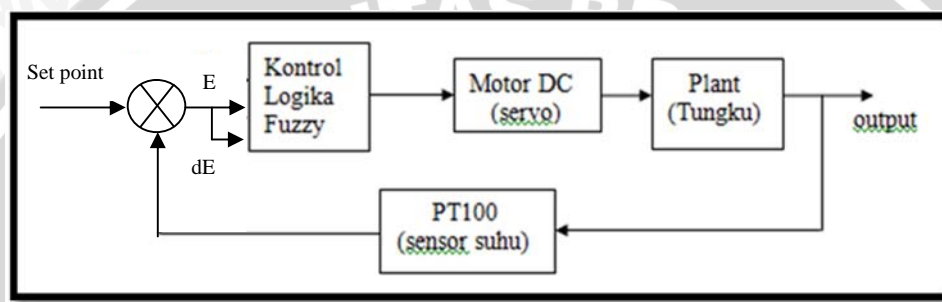 Set point
E
dE
Kontrol
Logika
Fuzzy
Motor DC
(servo)
Plant
(Tungku)
output
PT100
(sensor suhu)